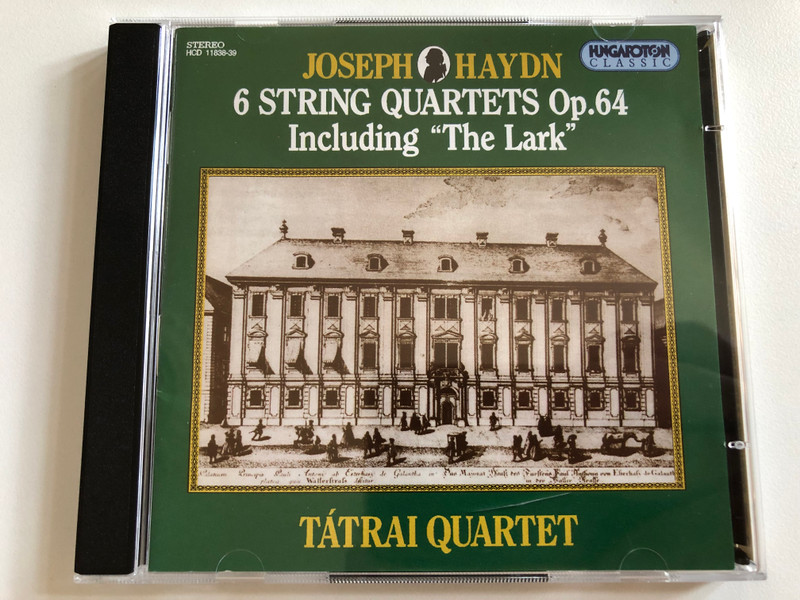 STEREO
HCD 11838-39
HUNGAROTON
CLASSIC
JOSEPH HAYDN
6 STRING QUARTETS Op.64
Including “The Lark”
TÁTRAI QUARTET